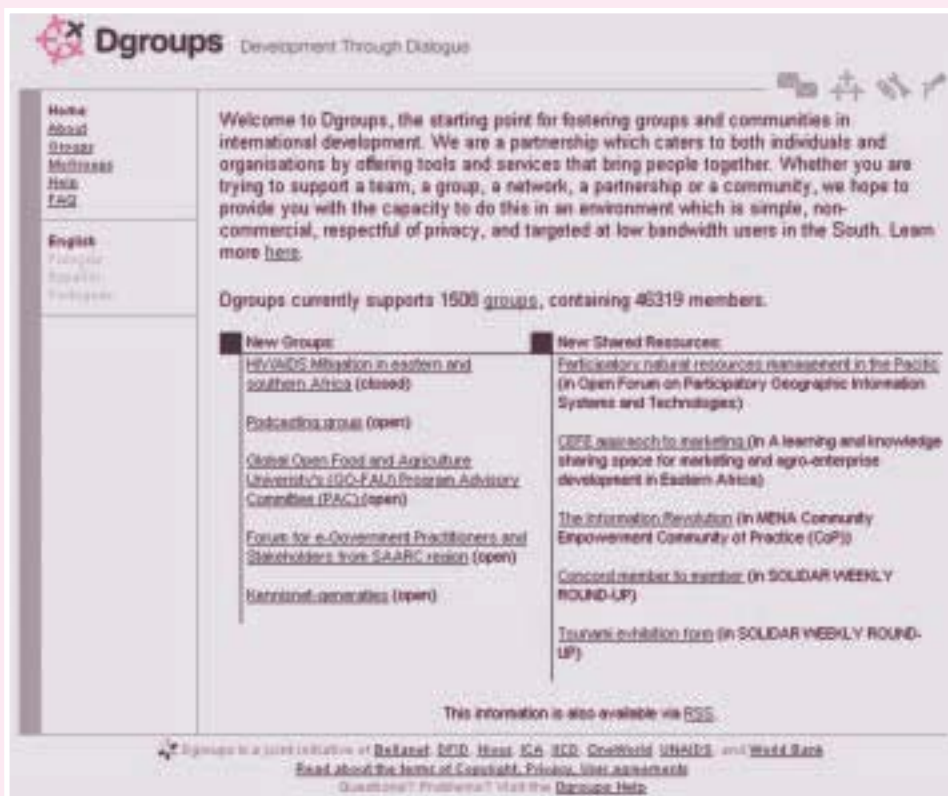 Dgroups Development Through Dialogue
Home
About
Groups
MyGroups
Help
FAQ
English
Français
Español
Português
Welcome to Dgroups, the starting point for fostering groups and communities in
international development. We are a partnership which caters to both individuals and
organisations by offering tools and services that bring people together. Whether you are
trying to support a team, a group, a network, a partnership or a community, we hope to
provide you with the capacity to do this in an environment which is simple, non-
commercial, respectful of privacy, and targeted at low bandwidth users in the South. Learn
more here.
Dgroups currently supports 1508 groups, containing 46319 members.
New Groups:
HIV/AIDS Mitigation in eastern and
southern Africa (closed)
Podcasting group (open)
Global Open Food and Agriculture
University's (GO-FAU) Program Advisory
Committee (PAC) (open)
Forum for e-Government Practitioners and
Stakeholders from SAARC region (open)
Kennisnet-generaties (open)
New Shared Resources:
Participatory natural resources management in the Pacific
(in Open Forum on Participatory Geographic Information
Systems and Technologies)
CEFE approach to marketing (in A learning and knowledge
sharing space for marketing and agro-enterprise
development in Eastern Africa)
The Information Revolution (in MENA Community
Empowerment Community of Practice (CoP))
Concord member to member (in SOLIDAR WEEKLY
ROUND-UP)
Tsunami exhibition form (in SOLIDAR WEEKLY ROUND-
UP)
This information is also available via RSS.
Dgroups is a joint initiative of Bellanet, DFID, Hivos, ICA, IICD, OneWorld, UNAIDS, and World Bank
Read about the terms of Copyright, Privacy, User agreements
Questions? Problems? Visit the Dgroups Help